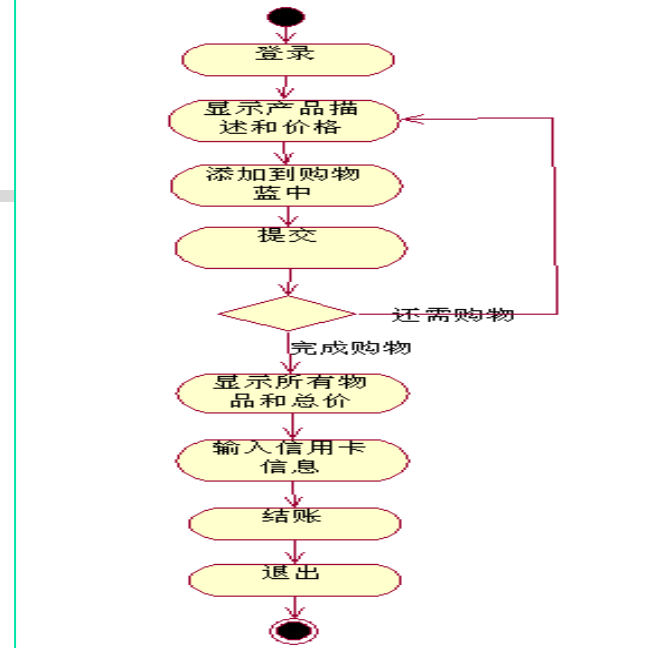 登录
显示产品描
述和价格
添加到购物
蓝中
提交
还需购物
完成购物
显示所有物
品和总价
输入信用卡
信息
结账
退出